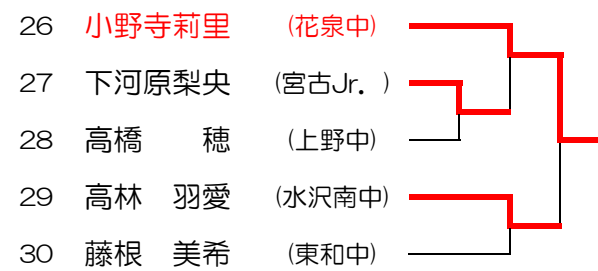 26 小野寺莉里 (花泉中)
27 下河原梨央 (宮古Jr. )
28 高橋　穂 (上野中)
29 高林　羽愛 (水沢南中)
30 藤根　美希 (東和中)